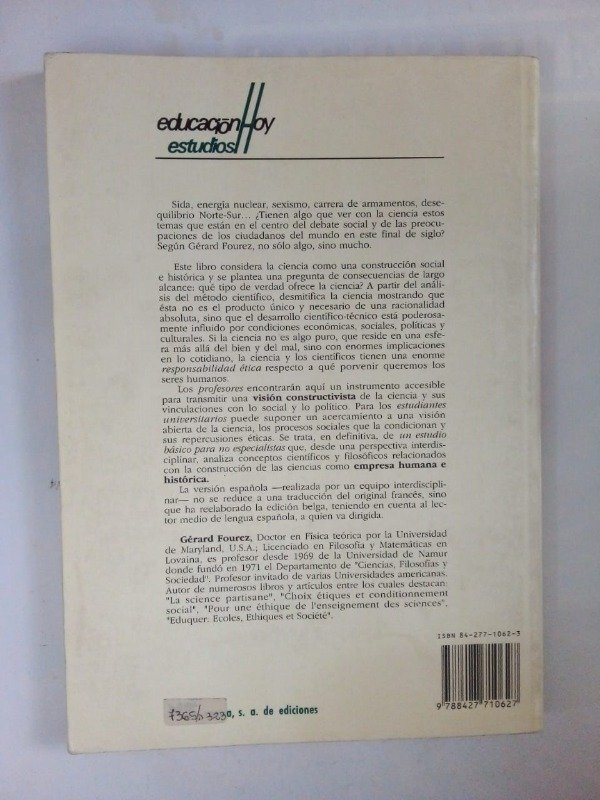 educaciónHoy
estudios
Sida, energía nuclear, sexismo, carrera de armamentos, dese-
quilibrio Norte-Sur... ¿Tienen algo que ver con la ciencia estos
temas que están en el centro del debate social y de las preocu-
paciones de los ciudadanos del mundo en este final de siglo?
Según Gérard Fourez, no sólo algo, sino mucho.
Este libro considera la ciencia como una construcción social
e histórica y se plantea una pregunta de consecuencias de largo
alcance: ¿qué tipo de verdad ofrece la ciencia? A partir del análi-
sis del método científico, desmitifica la ciencia mostrando que
ésta no es el producto único y necesario de una racionalidad
absoluta, sino que el desarrollo científico-técnico está poderosa-
mente influido por condiciones económicas, sociales, políticas y
culturales. Si la ciencia no es algo puro, que reside en una esfe-
ra más allá del bien y del mal, sino con enormes implicaciones
en lo cotidiano, la ciencia y los científicos tienen una enorme
responsabilidad ética respecto a qué porvenir queremos los
seres humanos.
Los profesores encontrarán aquí un instrumento accesible
para transmitir una visión constructivista de la ciencia y sus
vinculaciones con lo social y lo político. Para los estudiantes
universitarios puede suponer un acercamiento a una visión
abierta de la ciencia, los procesos sociales que la condicionan y
sus repercusiones éticas. Se trata, en definitiva, de un estudio
básico para no especialistas que, desde una perspectiva interdis-
ciplinar, analiza conceptos científicos y filosóficos relacionados
con la construcción de las ciencias como empresa humana e
histórica.
La versión española —realizada por un equipo interdiscipli-
nar— no se reduce a una traducción del original francés, sino
que ha reelaborado la edición belga, teniendo en cuenta al lec-
tor medio de lengua española, a quien va dirigida.
Gérard Fourez, Doctor en Física teórica por la Universidad
de Maryland, U.S.A.; Licenciado en Filosofía y Matemáticas en
Lovaina, es profesor desde 1969 de la Universidad de Namur
donde fundó en 1971 el Departamento de "Ciencias, Filosofías y
Sociedad". Profesor invitado de varias Universidades americanas.
Autor de numerosos libros y artículos entre los cuales destacan:
"La science partisane", "Choix étiques et conditionnement
social", "Pour une éthique de l'enseignement des sciences",
"Eduquer. Ecoles, Ethiques et Société".
ISBN 84-277-1062-3
9 788427 710627
a, s. a. de ediciones